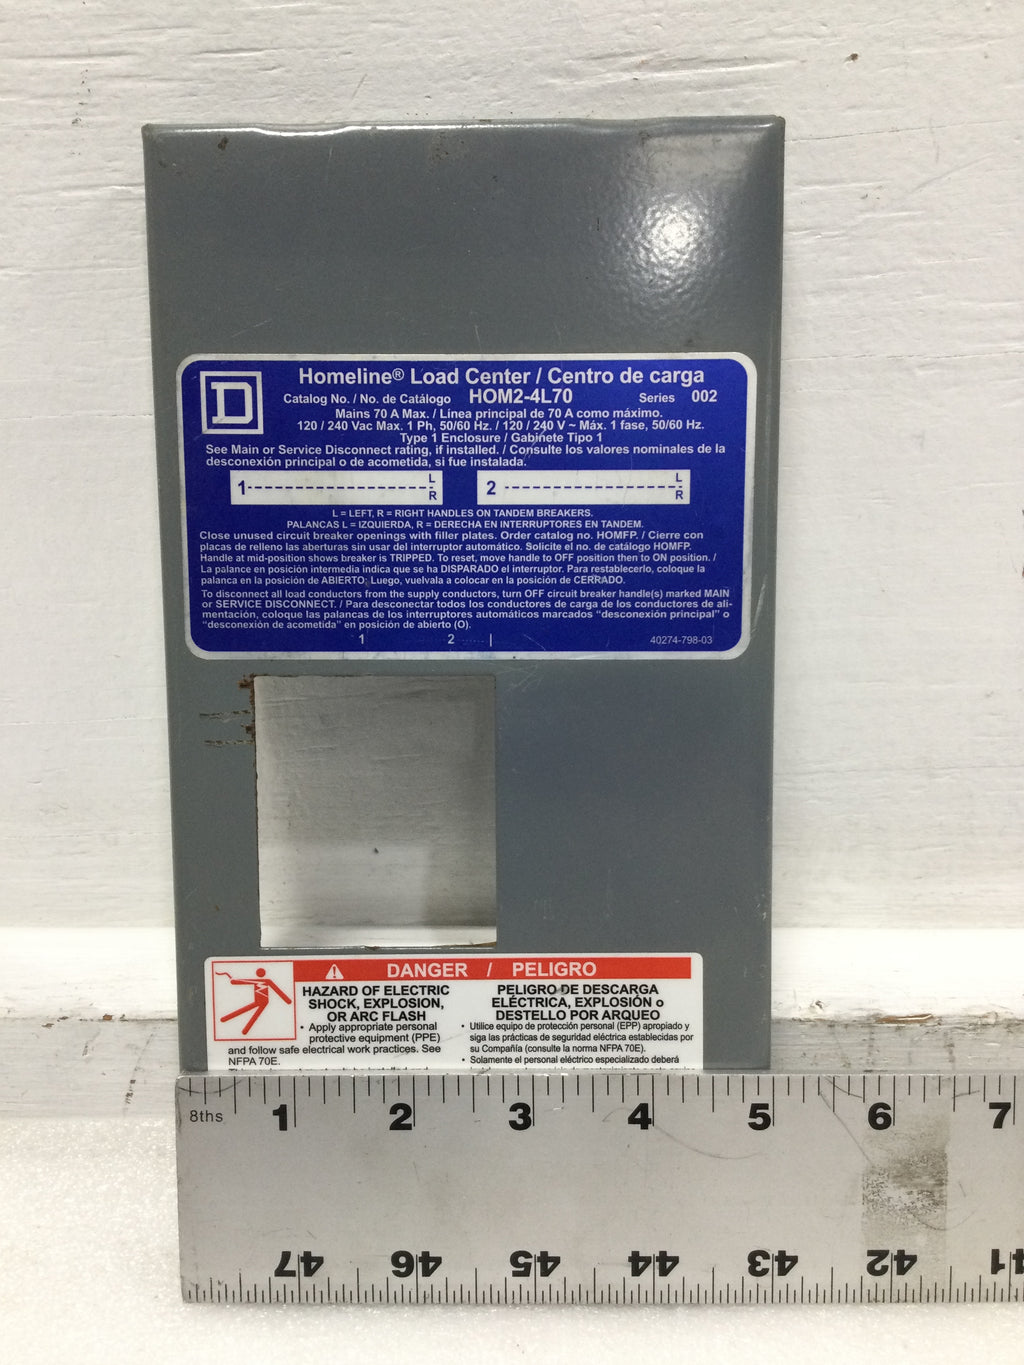 D
Homeline® Load Center / Centro de carga
Catalog No. / No. de Catálogo HOM2-4L70 Series 002
Mains 70 A Max. / Línea principal de 70 A como máximo.
120 / 240 Vac Max. 1 Ph, 50/60 Hz. / 120 / 240 V ~ Máx. 1 fase, 50/60 Hz.
Type 1 Enclosure / Gabinete Tipo 1
See Main or Service Disconnect rating, if installed. / Consulte los valores nominales de la
desconexión principal o de acometida, si fue instalada.
1 L R 2 L R
L = LEFT, R = RIGHT HANDLES ON TANDEM BREAKERS.
PALANCAS L = IZQUIERDA, R = DERECHA EN INTERRUPTORES EN TANDEM.
Close unused circuit breaker openings with filler plates. Order catalog no. HOMFP. / Cierre con
placas de relleno las aberturas sin usar del interruptor automático. Solicite el no. de catálogo HOMFP.
Handle at mid-position shows breaker is TRIPPED. To reset, move handle to OFF position then to ON position. /
La palance en posición intermedia indica que se ha DISPARADO el interruptor. Para restablecerlo, coloque la
palanca en la posición de ABIERTO. Luego, vuelvala a colocar en la posición de CERRADO.
To disconnect all load conductors from the supply conductors, turn OFF circuit breaker handle(s) marked MAIN
or SERVICE DISCONNECT. / Para desconectar todos los conductores de carga de los conductores de ali-
mentación, coloque las palancas de los interruptores automáticos marcados "desconexión principal" o
"desconexión de acometida" en posición de abierto (O).
1 2 40274-798-03
DANGER / PELIGRO
HAZARD OF ELECTRIC
SHOCK, EXPLOSION,
OR ARC FLASH
• Apply appropriate personal
protective equipment (PPE)
and follow safe electrical work practices. See
NFPA 70E.
PELIGRO DE DESCARGA
ELÉCTRICA, EXPLOSIÓN o
DESTELLO POR ARQUEO
• Utilice equipo de protección personal (EPP) apropiado y
siga las prácticas de seguridad eléctrica establecidas por
su Compañía (consulte la norma NFPA 70E).
• Solamente el personal eléctrico especializado deberá
8ths 1 2 3 4 5 6 7
47 46 45 44 43 42 41